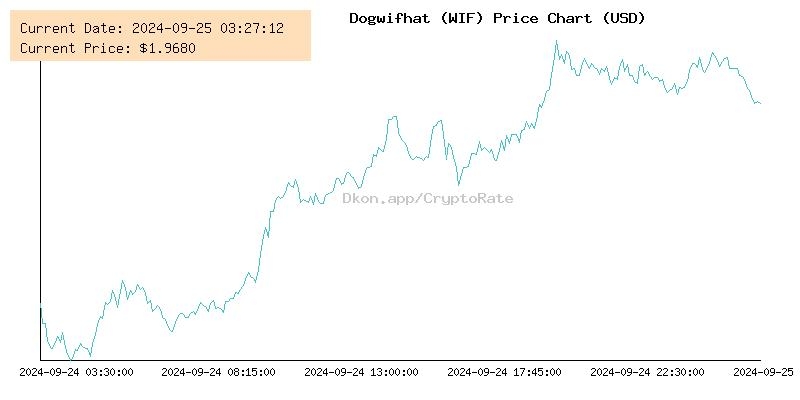 Dogwifhat (WIF) Price Chart (USD)
Current Date: 2024-09-25 03:27:12
Current Price: $1.9680
Dkon.app/CryptoRate
2024-09-24 03:30:00 2024-09-24 08:15:00 2024-09-24 13:00:00 2024-09-24 17:45:00 2024-09-24 22:30:00 2024-09-25